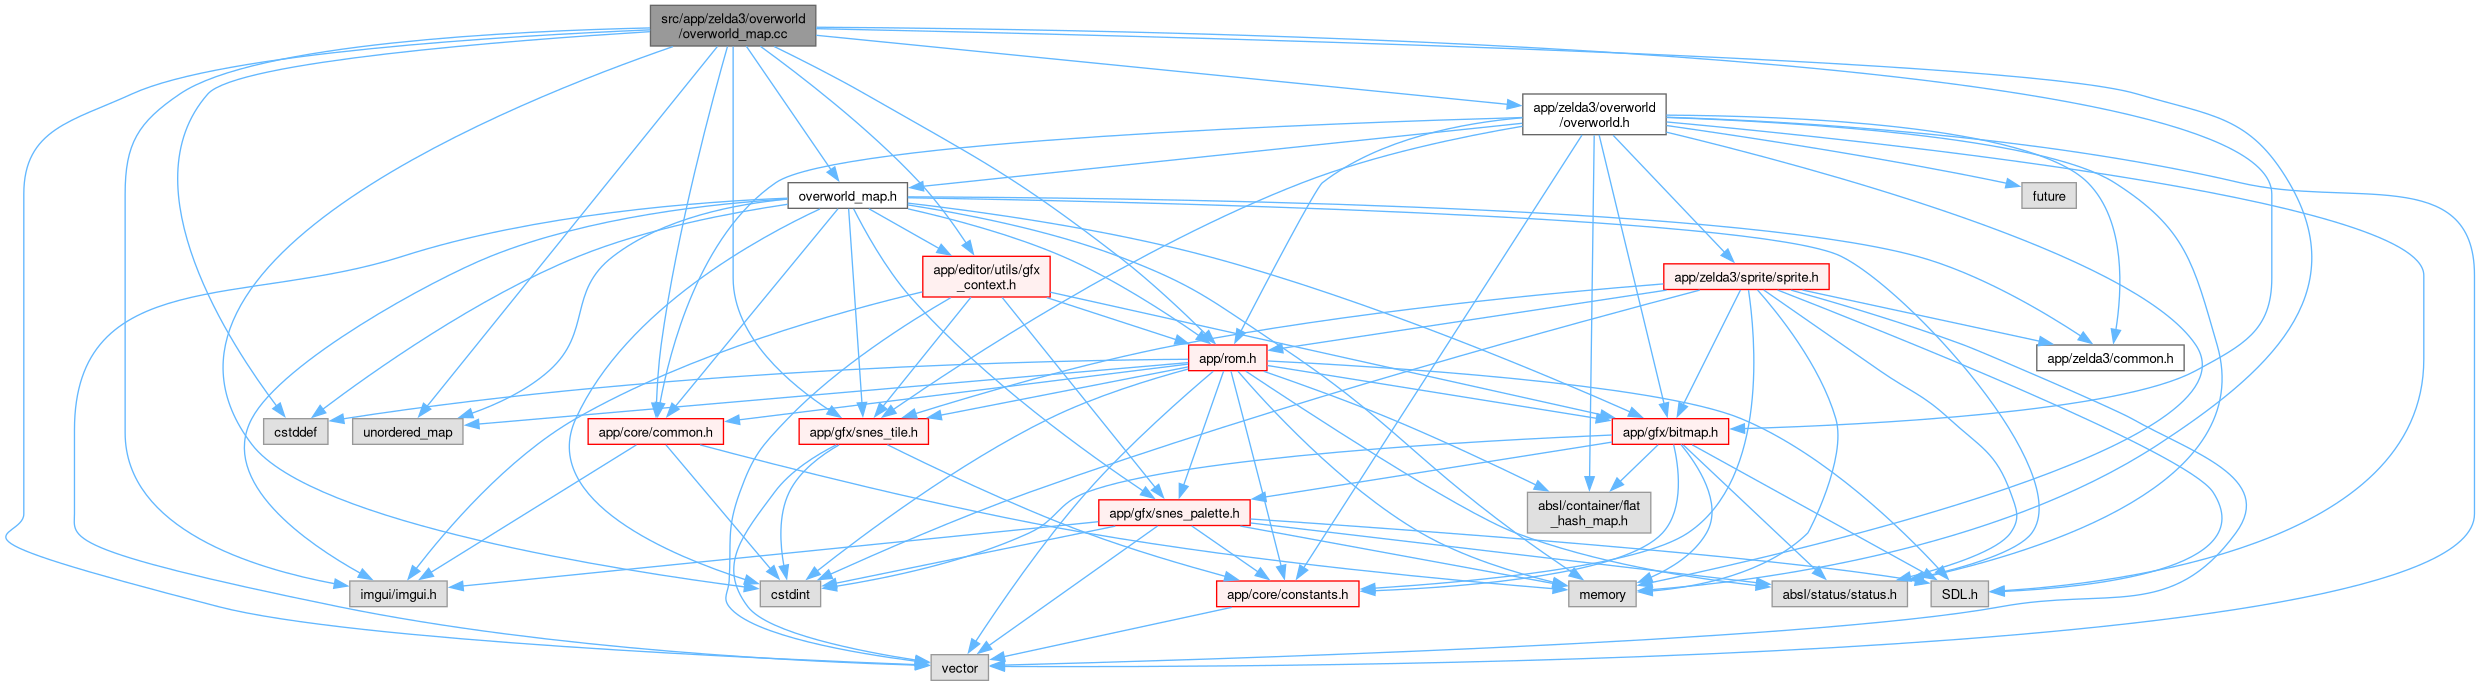 src/app/zelda3/overworld
/overworld_map.cc
app/zelda3/overworld
/overworld.h
overworld_map.h
future
app/editor/utils/gfx
_context.h
app/zelda3/sprite/sprite.h
app/rom.h
app/zelda3/common.h
cstddef
unordered_map
app/core/common.h
app/gfx/snes_tile.h
app/gfx/bitmap.h
app/gfx/snes_palette.h
absl/container/flat
_hash_map.h
imgui/imgui.h
cstdint
app/core/constants.h
memory
absl/status/status.h
SDL.h
vector